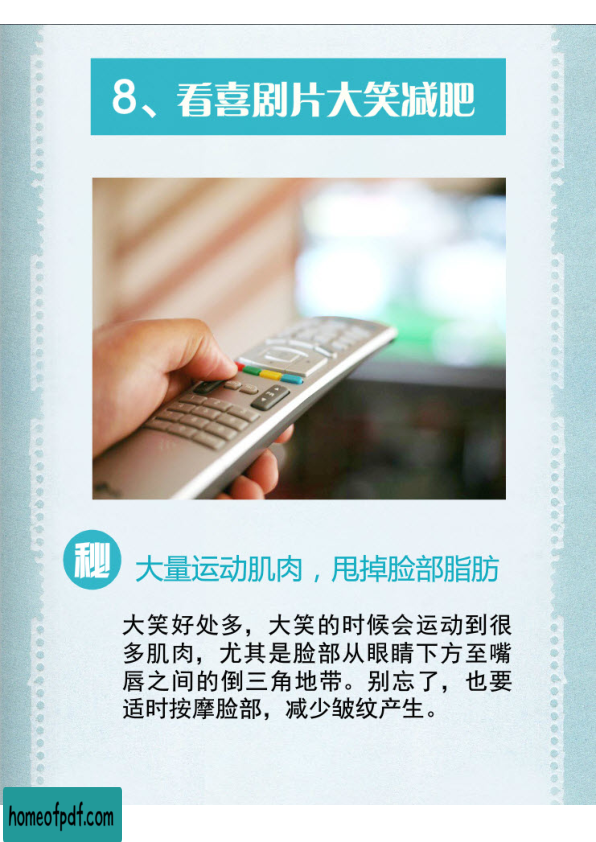 8、看喜剧片大笑减肥
秘
大量运动肌肉，甩掉脸部脂肪
大笑好处多，大笑的时候会运动到很
多肌肉，尤其是脸部从眼睛下方至嘴
唇之间的倒三角地带。别忘了，也要
适时按摩脸部，减少皱纹产生。
homeofpdf.com